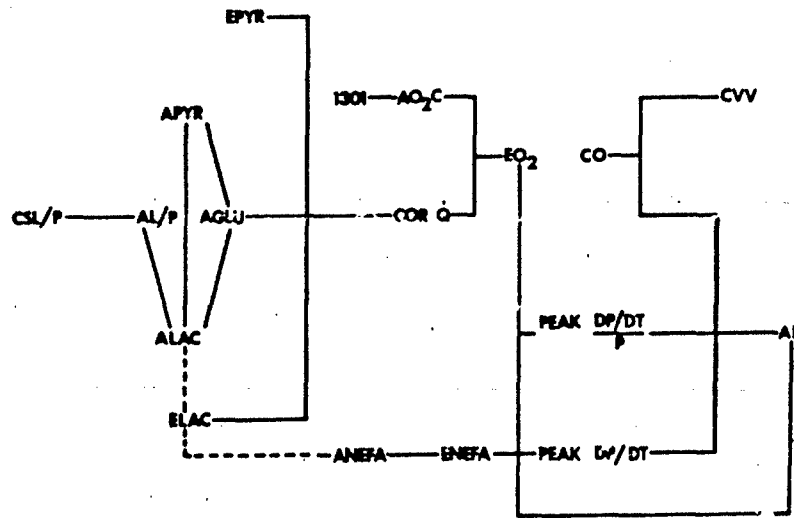 EPYR
1301 AO2C CVV
APYR
EO2 CO
CSL/P AL/P AGLU COR Q
PEAK DP/DT
P
ALAC
ELAC
ANEFA ENEFA PEAK DP/DT